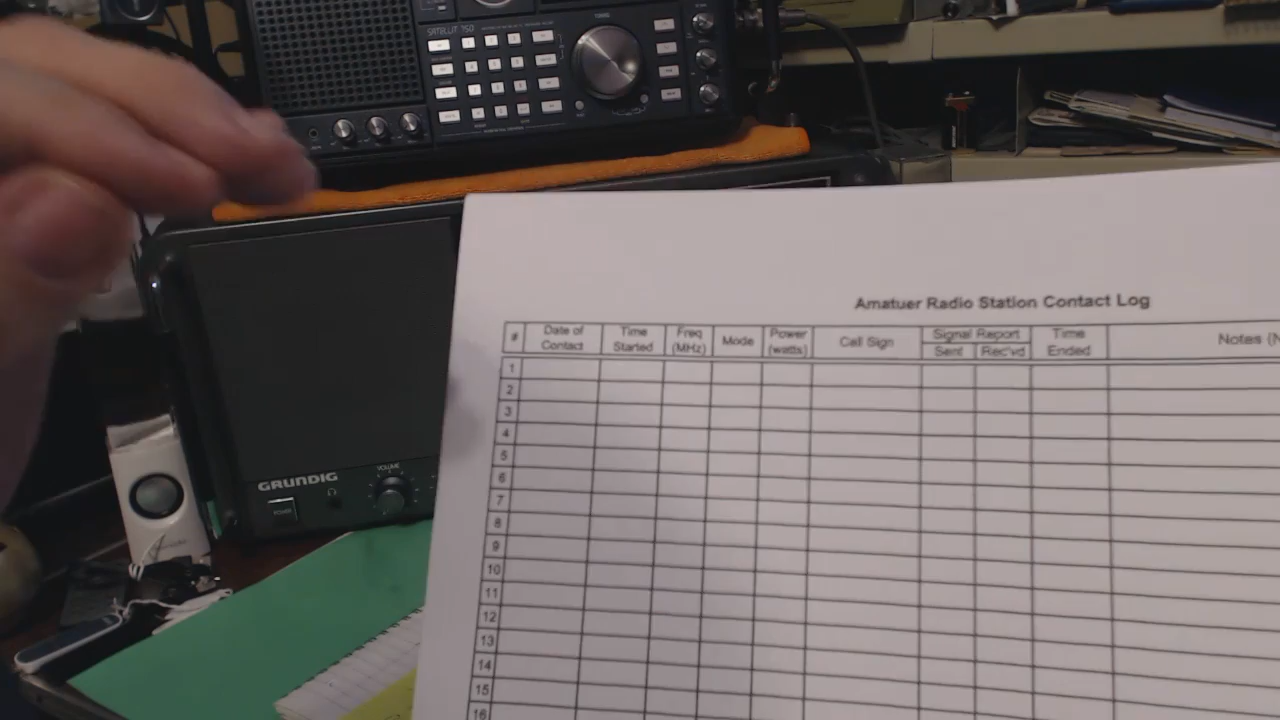 SATELLIT 750
TUNING
Amatuer Radio Station Contact Log
# Date of Contact Time Started Freq (MHz) Mode Power (watts) Call Sign Signal Report Sent Rec'vd Time Ended Notes (N
1
2
3
4
5
6
7
8
9
10
11
12
13
14
15
16
VOLUME
GRUNDIG
POWER